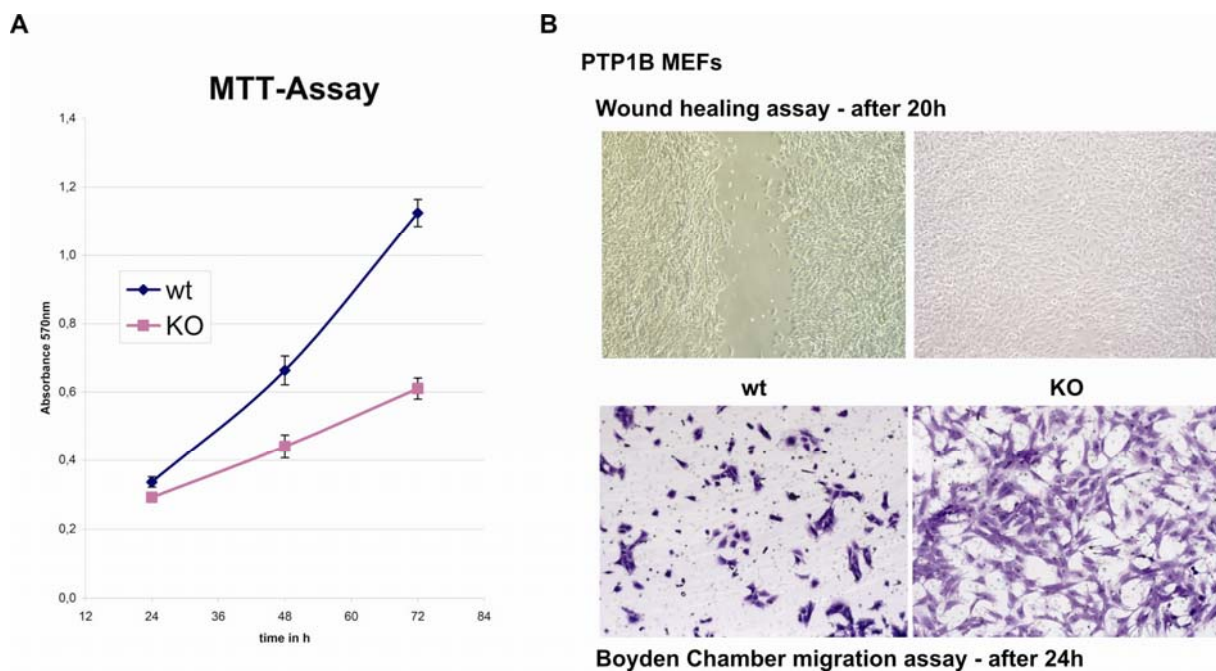 A
MTT-Assay
1,4
1,2
1,0
0,8
0,6
0,4
0,2
0,0
12
24
36
48
60
72
84
Absorbance 570nm
time in h
wt
KO
B
PTP1B MEFs
Wound healing assay - after 20h
wt
KO
Boyden Chamber migration assay - after 24h